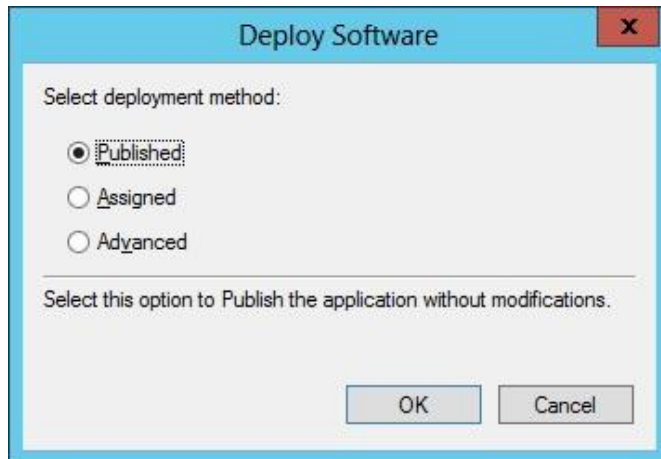 Deploy Software
x
Select deployment method:
Published
Assigned
Advanced
Select this option to Publish the application without modifications.
OK Cancel